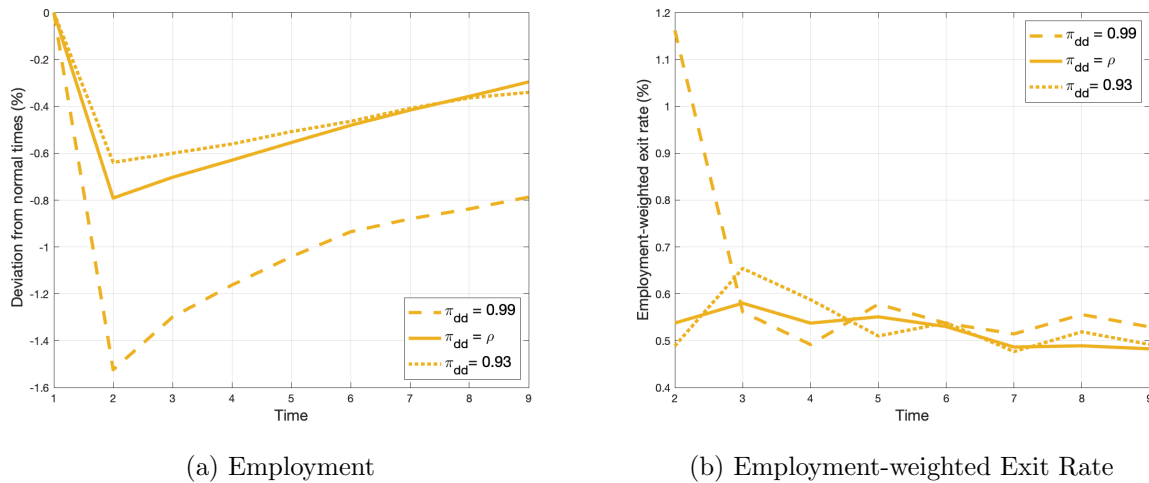 0
-0.2
-0.4
-0.6
-0.8
-1
-1.2
-1.4
-1.6
Deviation from normal times (%)
1 2 3 4 5 6 7 8 9
Time
π_dd = 0.99
π_dd = ρ
π_dd = 0.93
(a) Employment
1.2
1.1
1
0.9
0.8
0.7
0.6
0.5
0.4
Employment-weighted exit rate (%)
2 3 4 5 6 7 8 9
Time
π_dd = 0.99
π_dd = ρ
π_dd = 0.93
(b) Employment-weighted Exit Rate